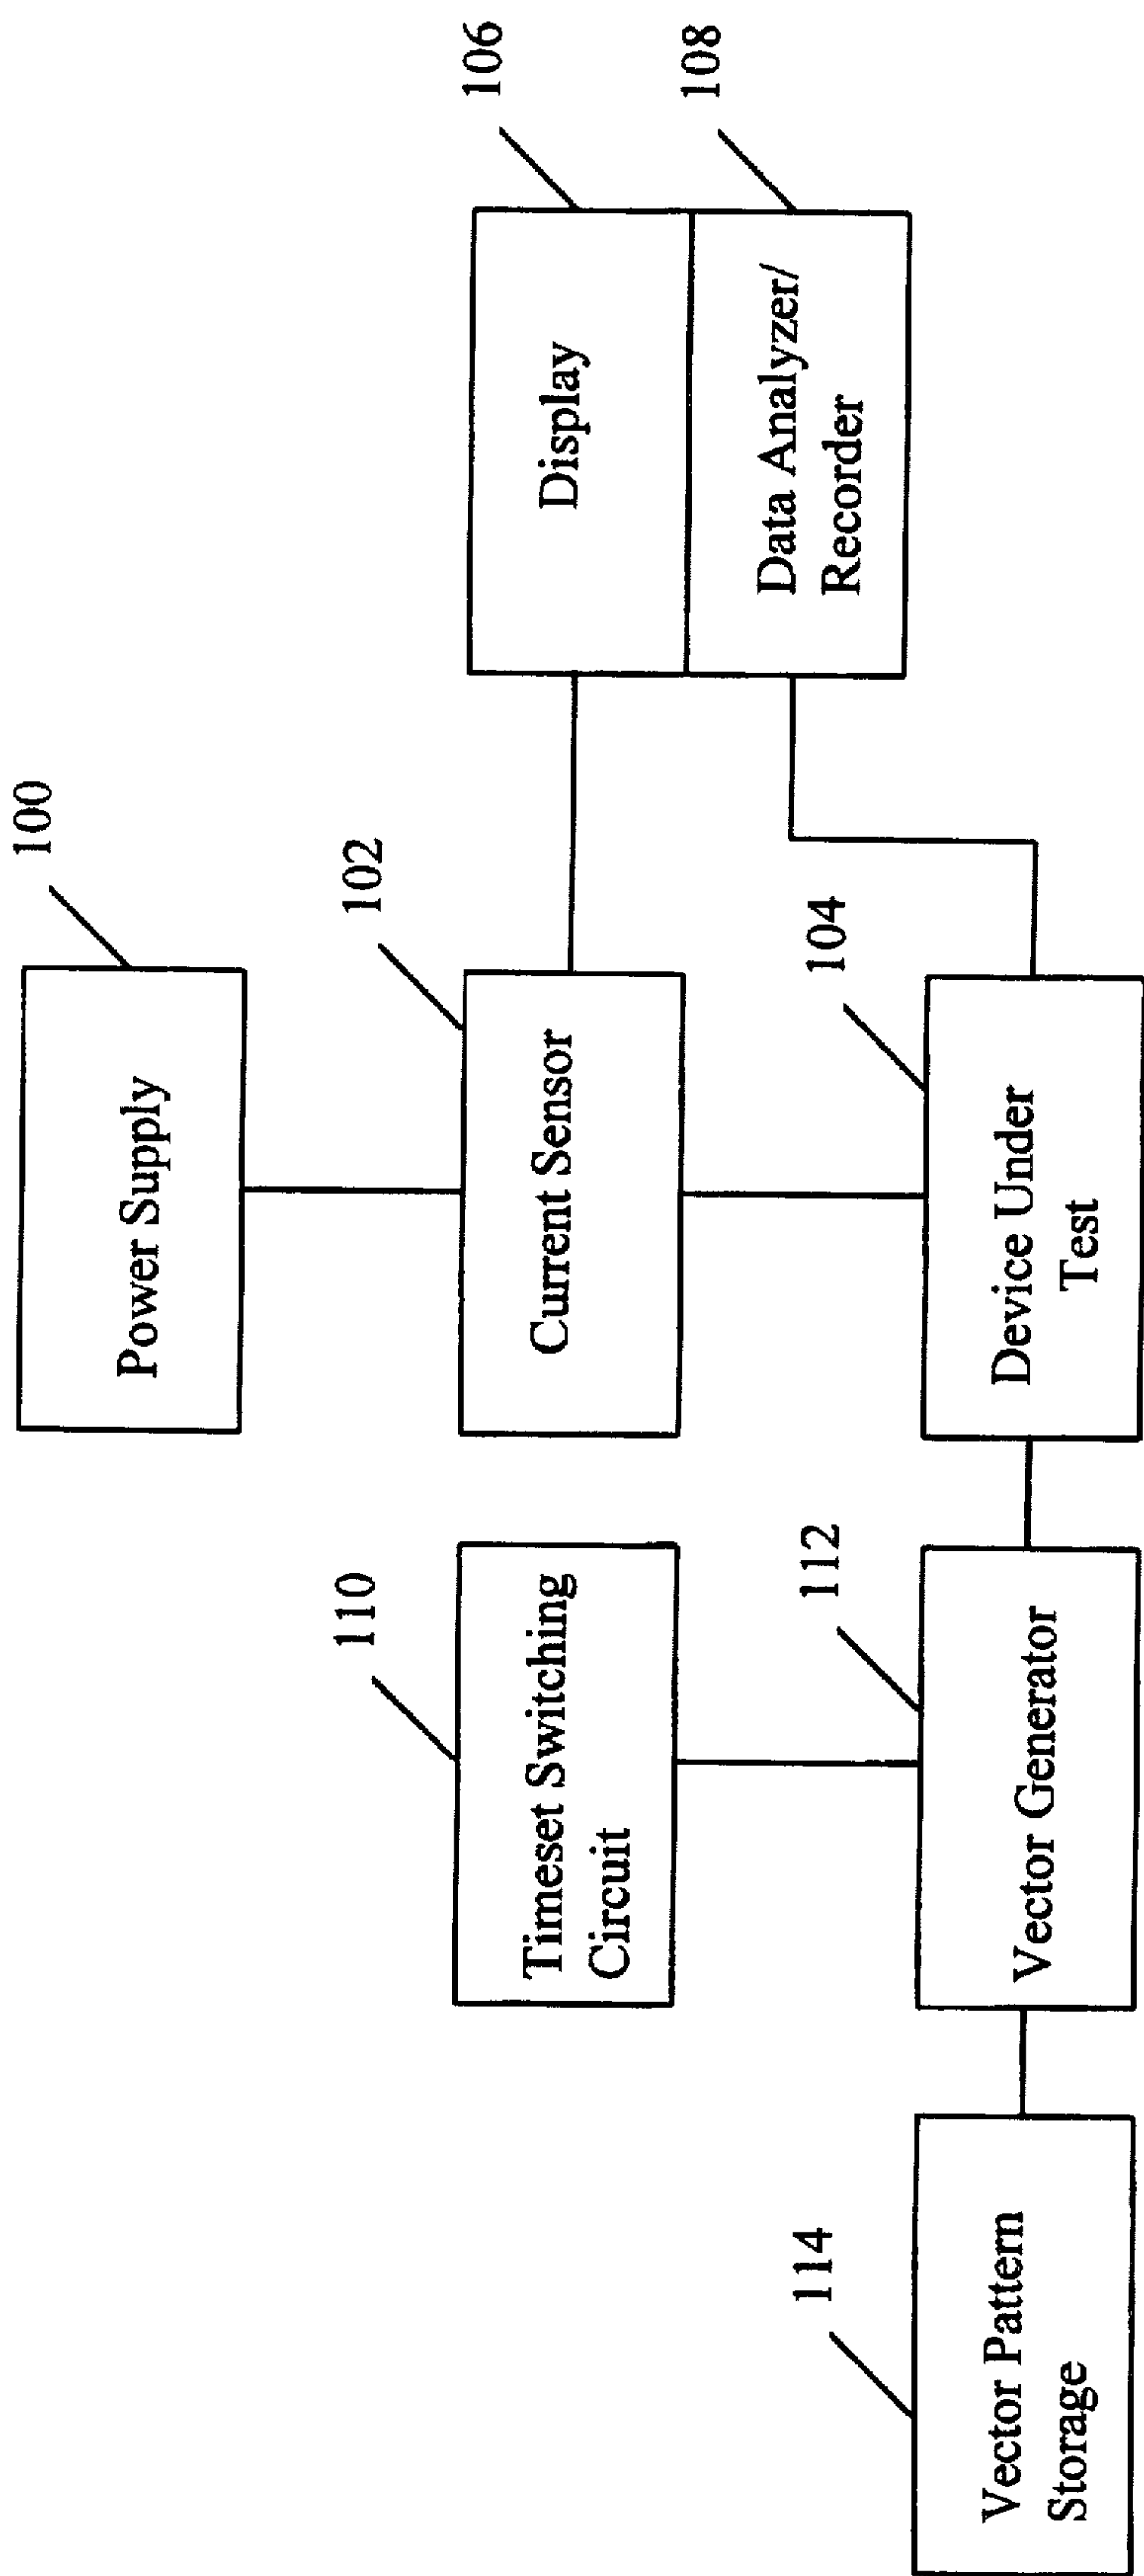 100
Power Supply
106
102
Current Sensor
Display
110
Timeset Switching
Circuit
108
Data Analyzer/
Recorder
104
Device Under
Test
112
Vector Generator
114
Vector Pattern
Storage